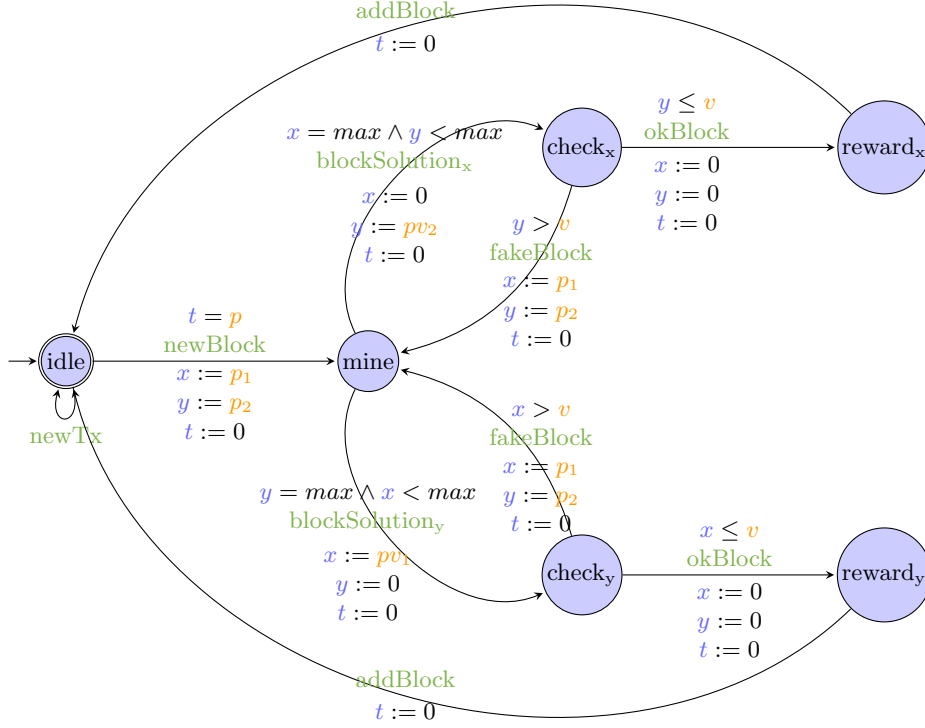 addBlock
t := 0
y ≤ v
okBlock
x := 0
y := 0
t := 0
x = max ∧ y < max
blockSolution_x
x := 0
y := pv_2
t := 0
check_x
reward_x
y > v
fakeBlock
x := p_1
y := p_2
t := 0
t = p
newBlock
x := p_1
y := p_2
t := 0
idle
mine
newTx
x > v
fakeBlock
x := p_1
y := p_2
t := 0
y = max ∧ x < max
blockSolution_y
x := pv_1
y := 0
t := 0
check_y
x ≤ v
okBlock
x := 0
y := 0
t := 0
reward_y
addBlock
t := 0